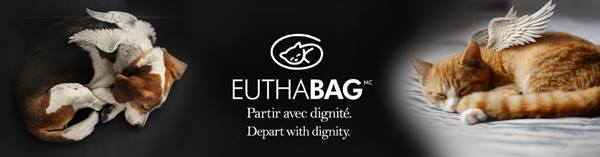 EUTHABAG MC
Partir avec dignité.
Depart with dignity.